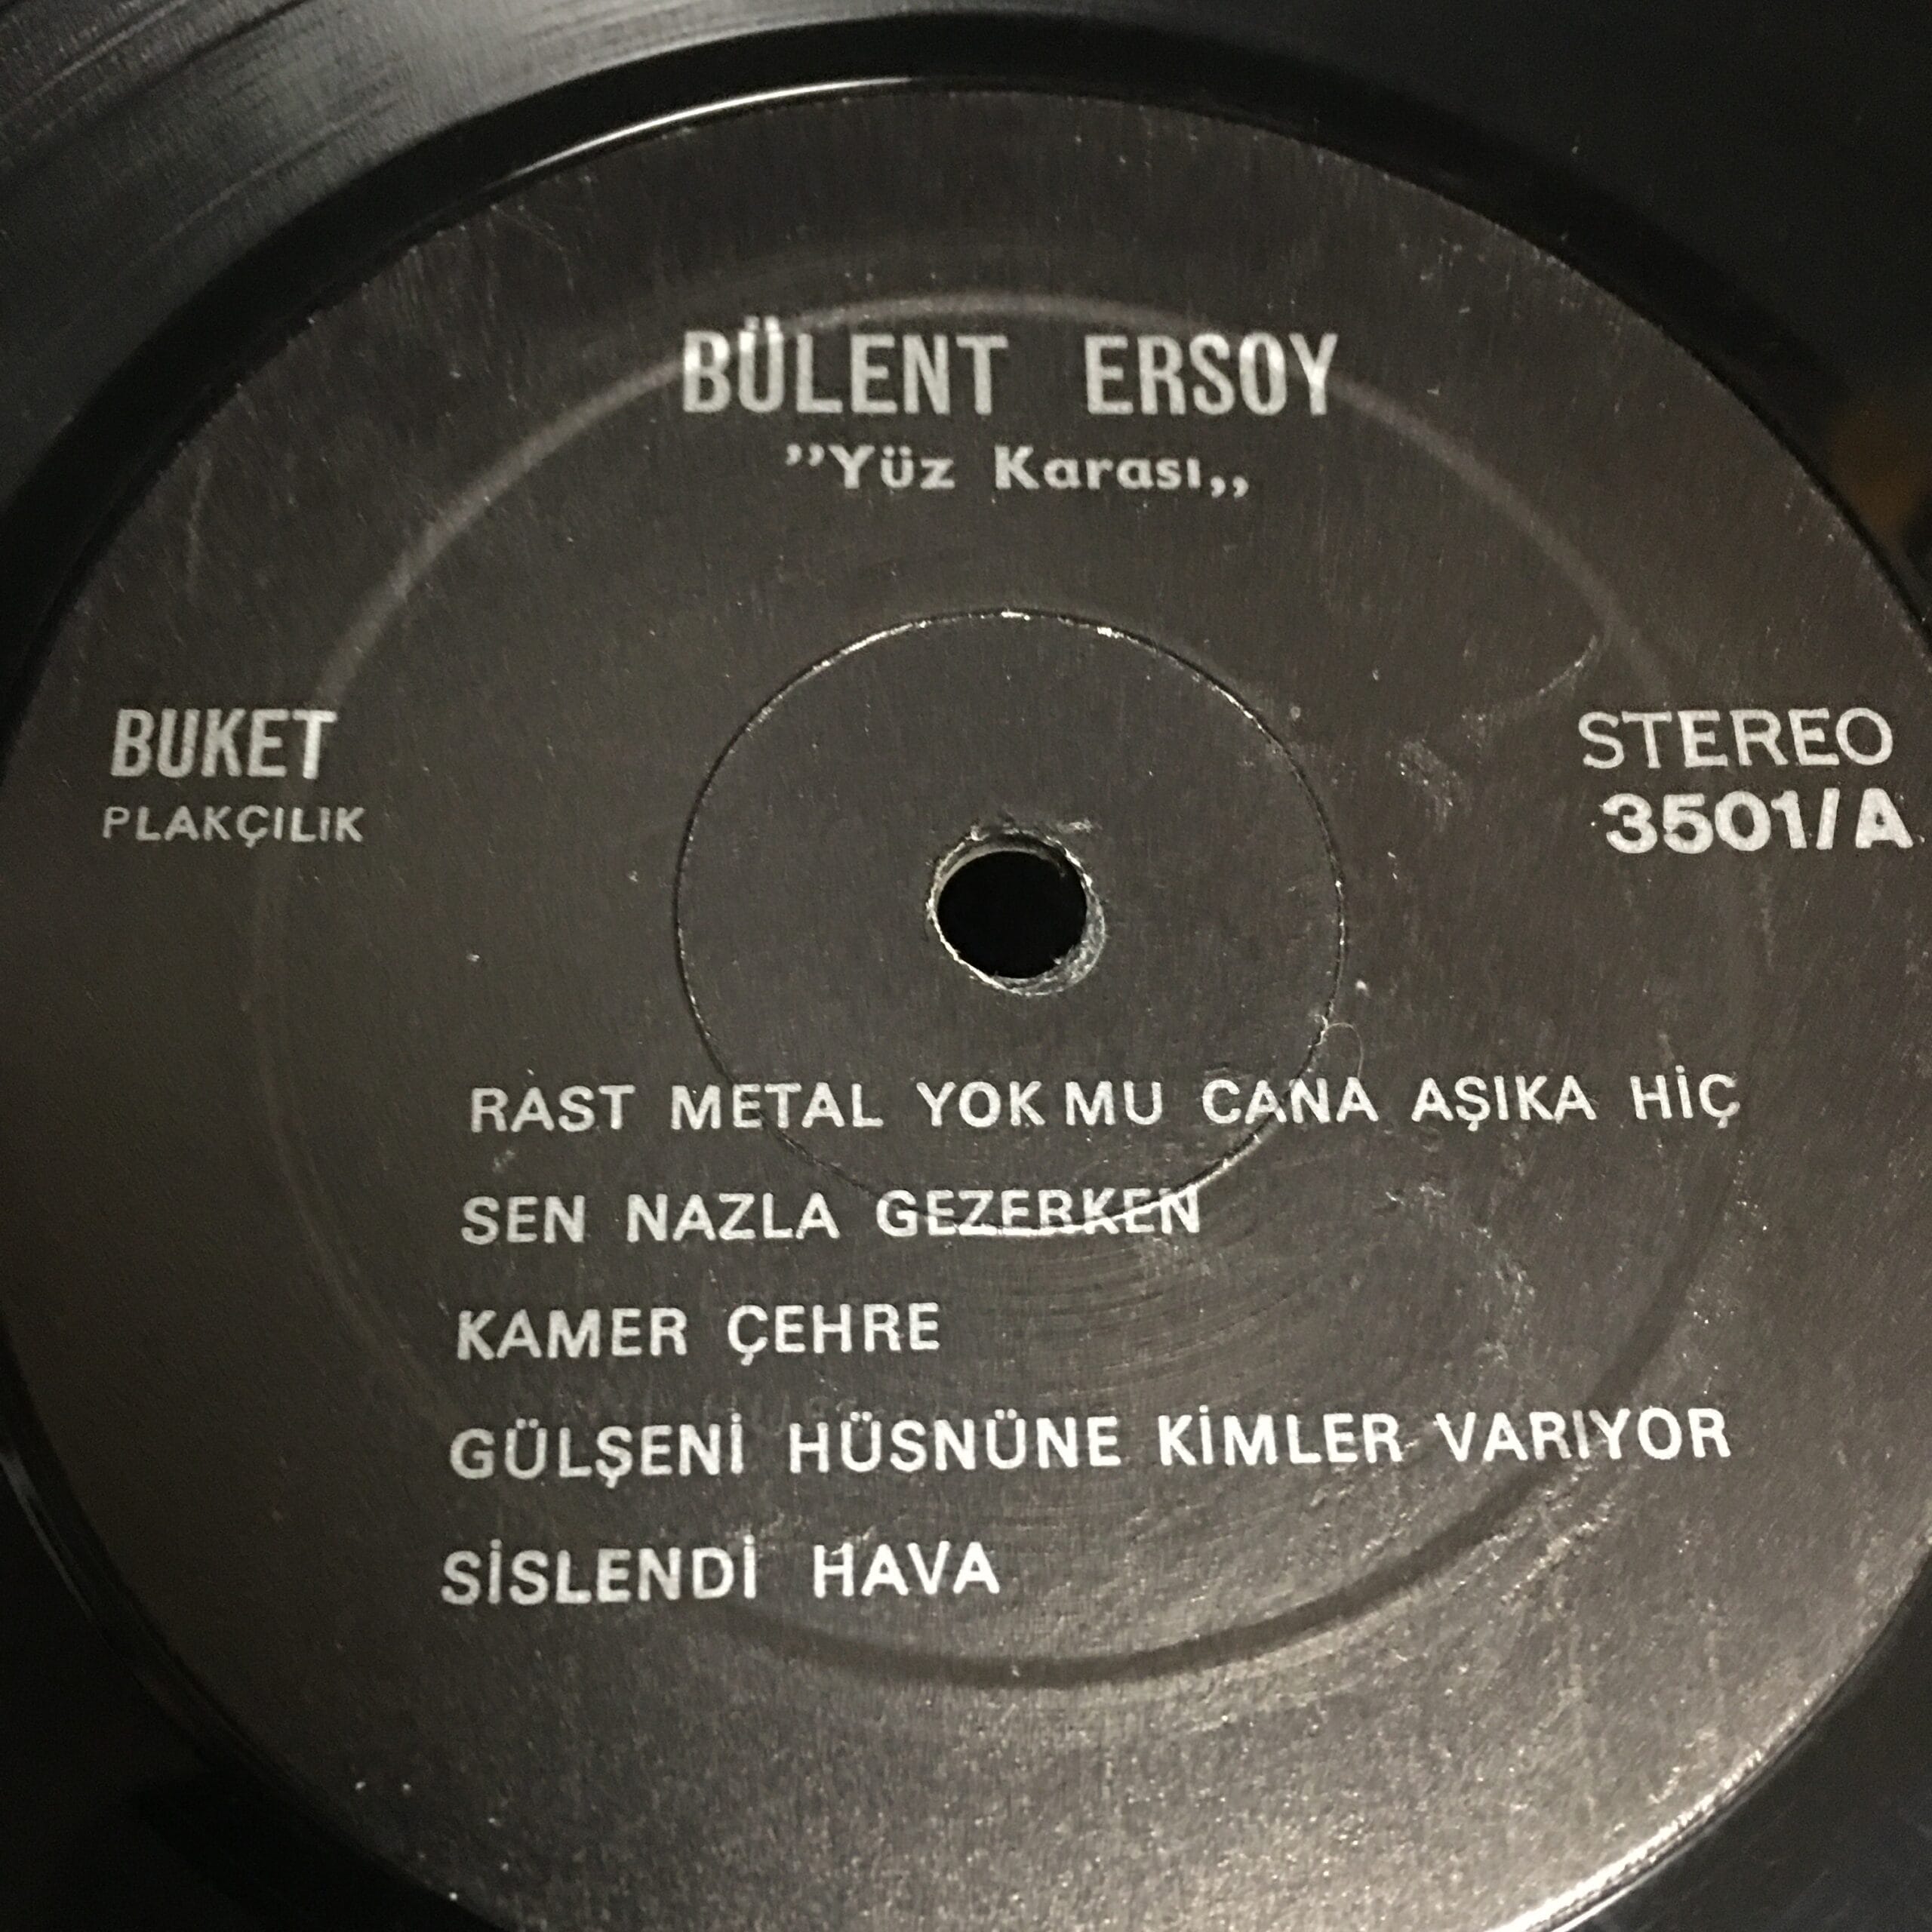 BÜLENT ERSOY
”Yüz Karası„
BUKET
PLAKÇILIK
STEREO
3501/A
RAST METAL YOK MU CANA AŞIKA HİÇ
SEN NAZLA GEZERKEN
KAMER ÇEHRE
GÜLŞENİ HÜSNÜNE KİMLER VARIYOR
SİSLENDİ HAVA